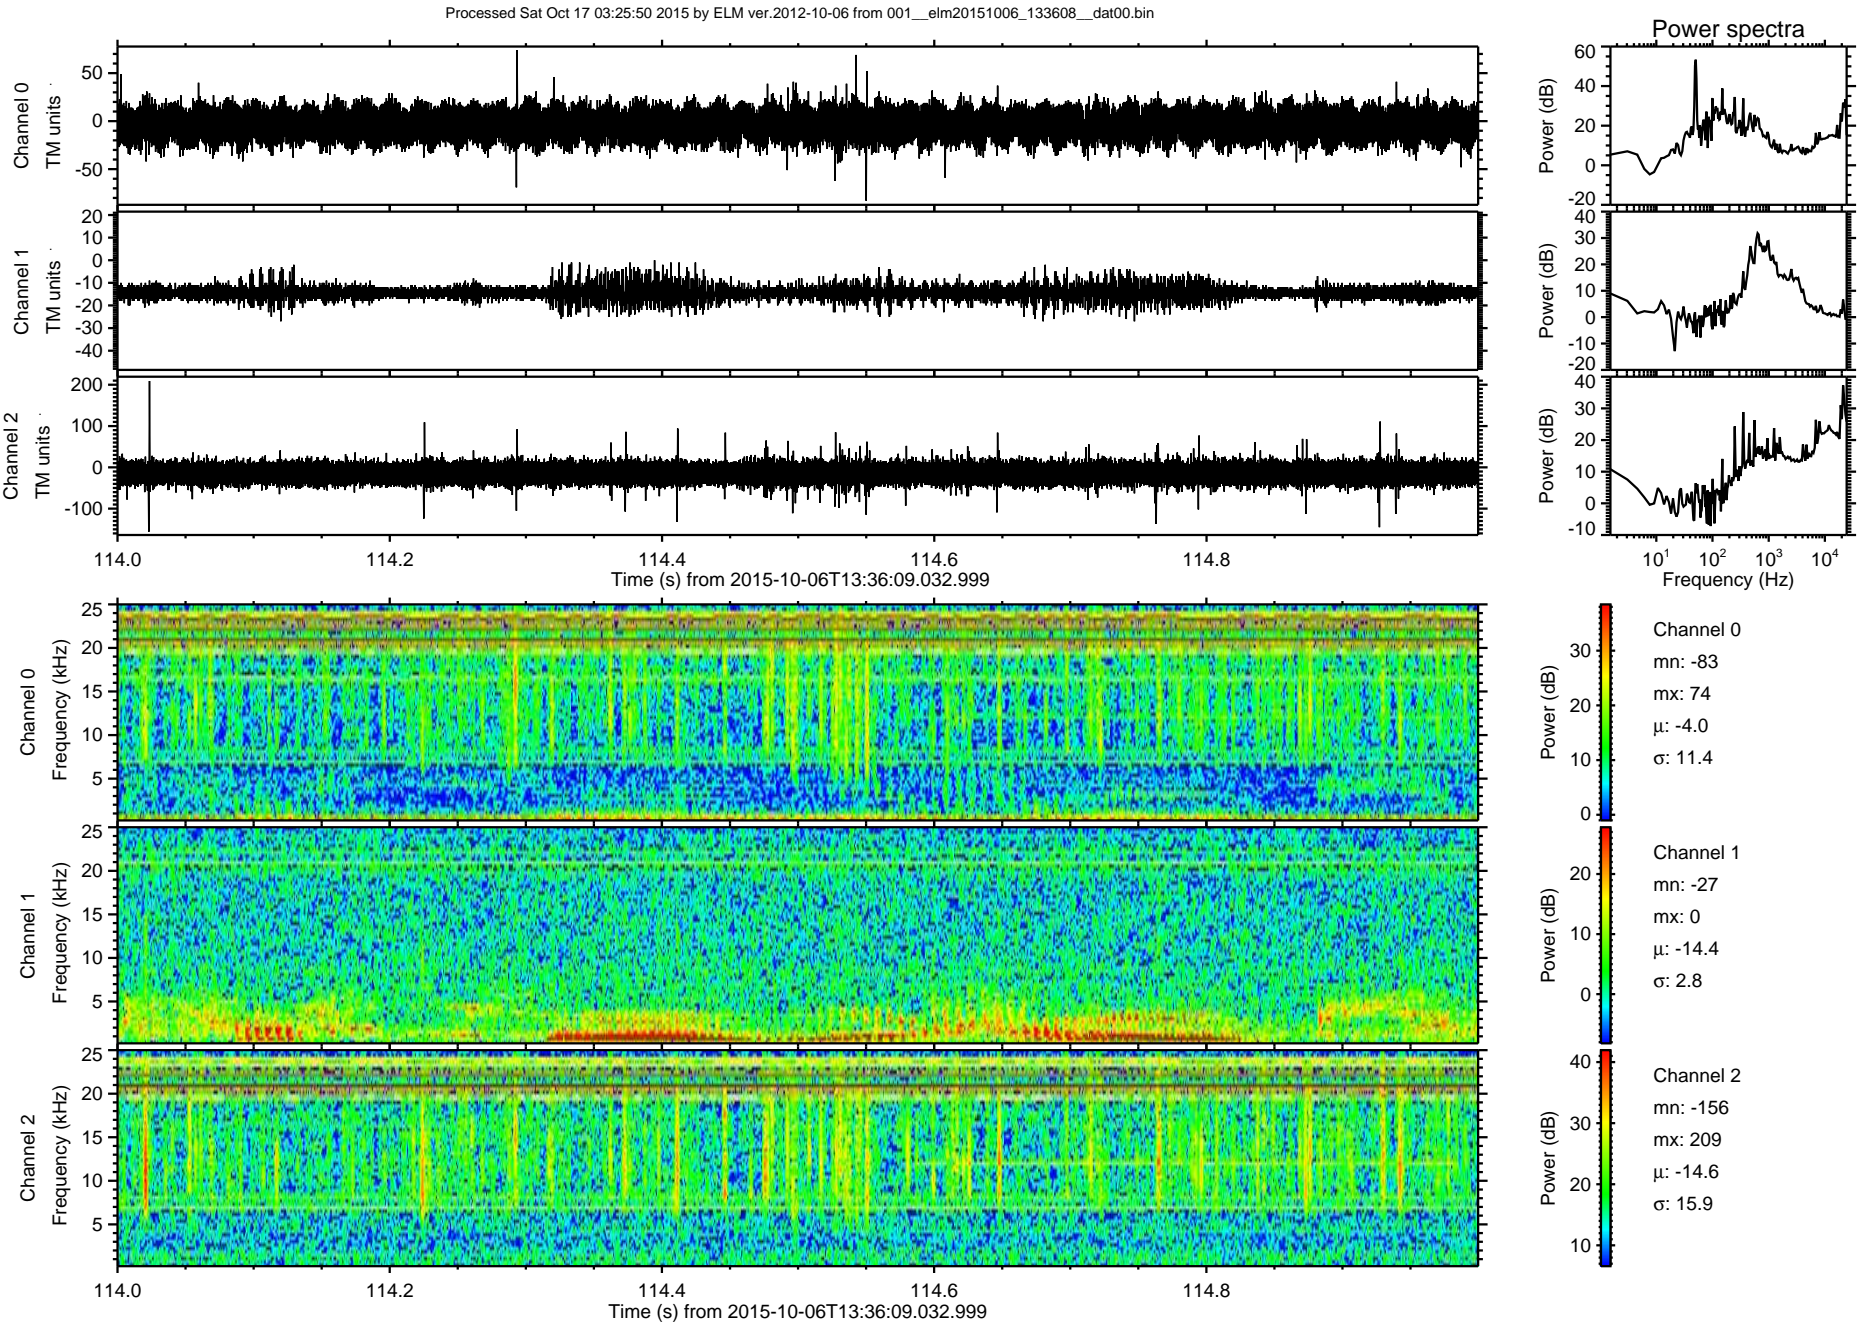 Processed Sat Oct 17 03:25:50 2015 by ELM ver.2012-10-06 from 001__elm20151006_133608__dat00.bin
Power spectra
Channel 0
TM units
50
0
-50
Power (dB)
60
40
20
0
-20
Channel 1
TM units
20
10
0
-10
-20
-30
-40
Power (dB)
40
30
20
10
0
-10
-20
Channel 2
TM units
200
100
0
-100
Power (dB)
40
30
20
10
0
-10
114.0 114.2 114.4 114.6 114.8
Time (s) from 2015-10-06T13:36:09.032.999
10^1 10^2 10^3 10^4
Frequency (Hz)
Channel 0
Frequency (kHz)
25
20
15
10
5
Power (dB)
30
20
10
0
Channel 0
mn: -83
mx: 74
μ: -4.0
σ: 11.4
Channel 1
Frequency (kHz)
25
20
15
10
5
Power (dB)
20
10
0
Channel 1
mn: -27
mx: 0
μ: -14.4
σ: 2.8
Channel 2
Frequency (kHz)
25
20
15
10
5
Power (dB)
40
30
20
10
Channel 2
mn: -156
mx: 209
μ: -14.6
σ: 15.9
114.0 114.2 114.4 114.6 114.8
Time (s) from 2015-10-06T13:36:09.032.999